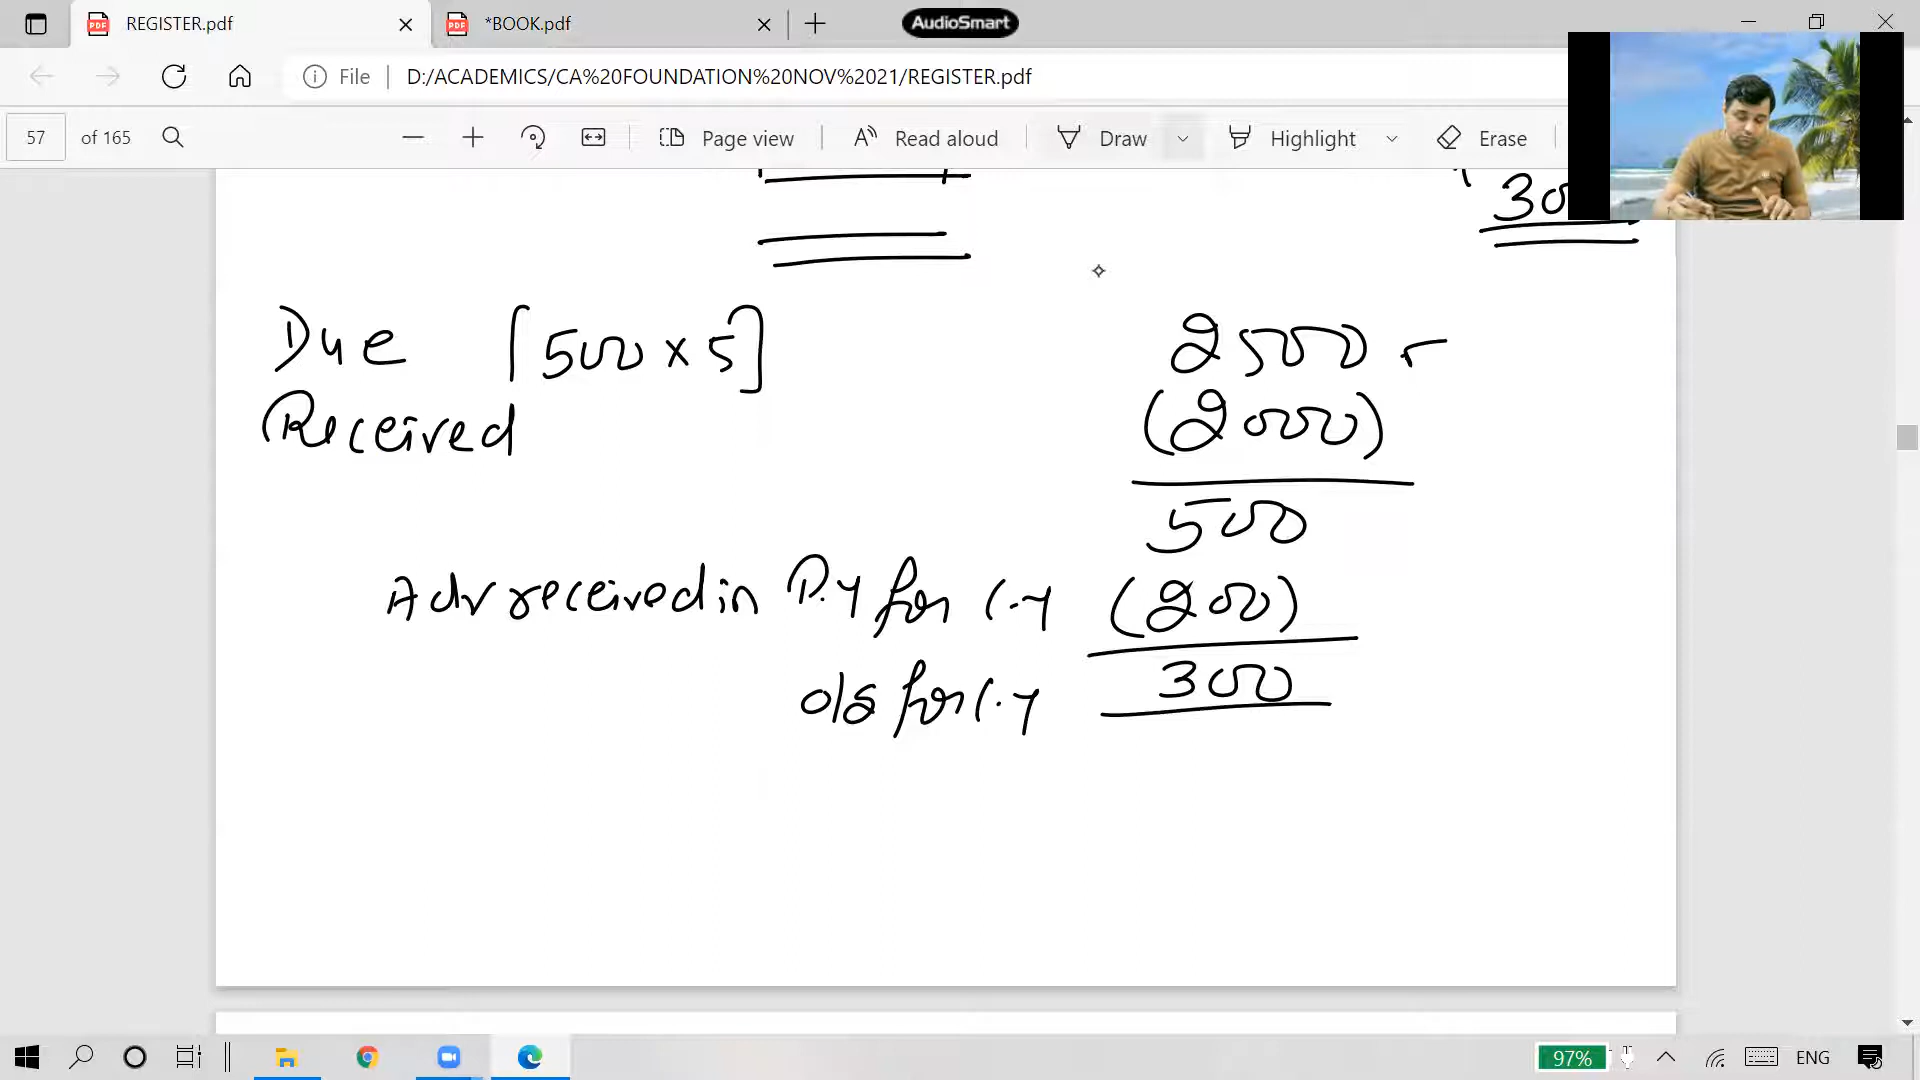 REGISTER.pdf
*BOOK.pdf
AudioSmart
File
D:/ACADEMICS/CA%20FOUNDATION%20NOV%2021/REGISTER.pdf
57 of 165
Page view
Read aloud
Draw
Highlight
Erase
Due [500 x 5] 2500
Received (2000)
500
Adv received in P.Y for C.Y (200)
o/s for C.Y 300
97%
ENG